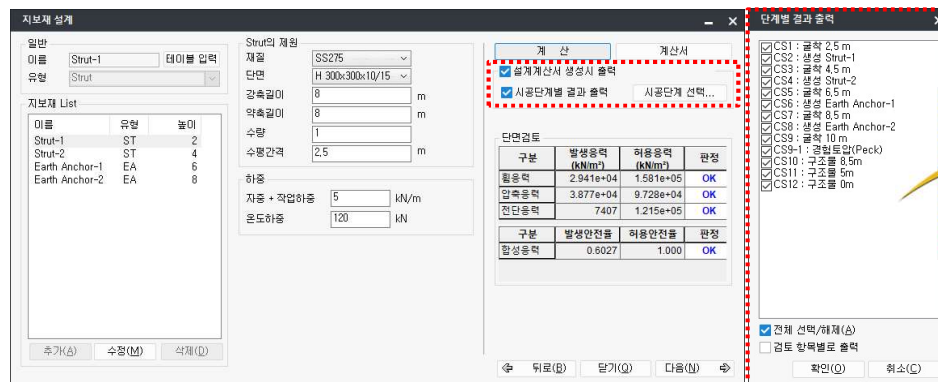 지보재 설계
일반
이름 Strut-1 테이블 입력
유형 Strut
지보재 List
이름 유형 높이
Strut-1 ST 2
Strut-2 ST 4
Earth Anchor-1 EA 6
Earth Anchor-2 EA 8
추가(A) 수정(M) 삭제(D)
Strut의 제원
재질 SS275
단면 H 300x300x10/15
강축길이 8 m
약축길이 8 m
수량 1
수평간격 2,5 m
하중
자중 + 작업하중 5 kN/m
온도하중 120 kN
계 산 계산서
설계계산서 생성시 출력
시공단계별 결과 출력 시공단계 선택...
단면검토
구분 발생응력 (kN/m²) 허용응력 (kN/m²) 판정
휨응력 2.941e+04 1.581e+05 OK
압축응력 3.877e+04 9.728e+04 OK
전단응력 7407 1.215e+05 OK
구분 발생안전율 허용안전율 판정
합성응력 0.6027 1.000 OK
뒤로(B) 닫기(Q) 다음(N)
단계별 결과 출력
CS1 : 굴착 2,5 m
CS2 : 생성 Strut-1
CS3 : 굴착 4,5 m
CS4 : 생성 Strut-2
CS5 : 굴착 6,5 m
CS6 : 생성 Earth Anchor-1
CS7 : 굴착 8,5 m
CS8 : 생성 Earth Anchor-2
CS9 : 굴착 10 m
CS9-1 : 경험토압(Peck)
CS10 : 구조물 8,5m
CS11 : 구조물 5m
CS12 : 구조물 0m
전체 선택/해제(A)
검토 항목별로 출력
확인(O) 취소(C)